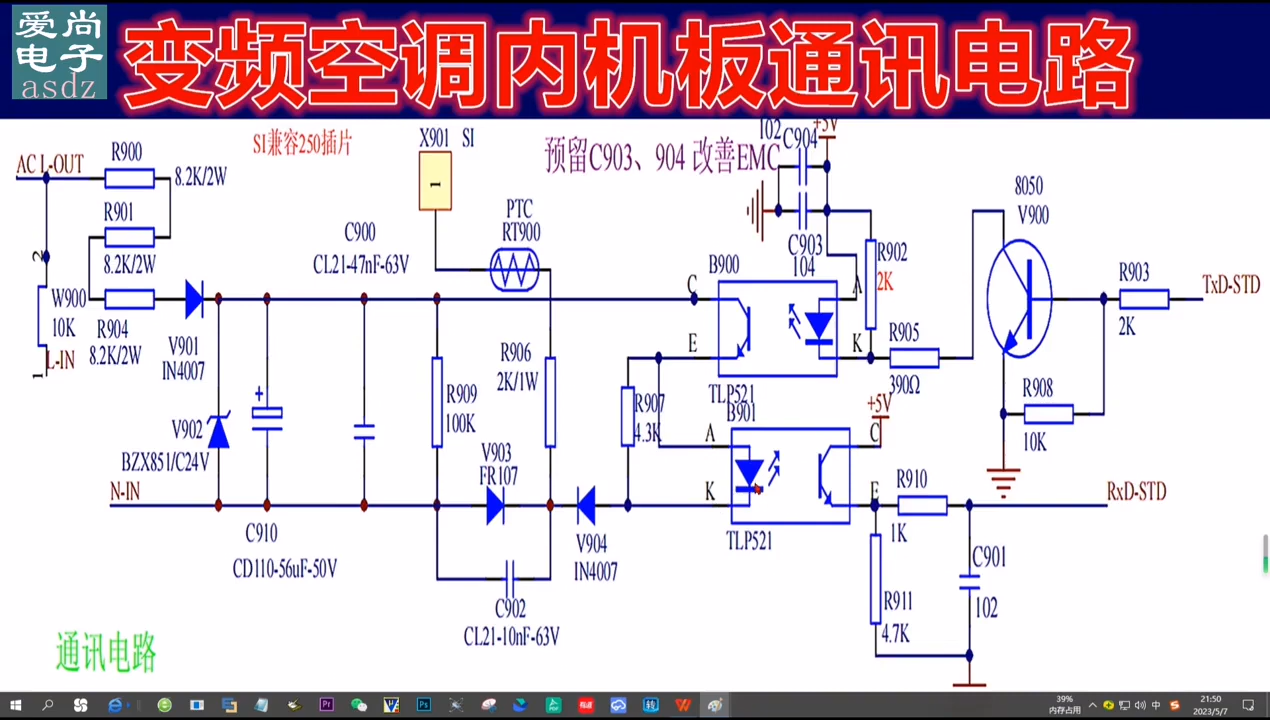 爱尚
电子
asdz
变频空调内机板通讯电路
SI兼容250插片
X901
SI
预留C903、904 改善EMC
102
C904
+5V
AC L-OUT
R900
8.2K/2W
R901
8.2K/2W
PTC
RT900
C900
CL21-47nF-63V
C903
104
R902
2K
8050
V900
R903
2K
TxD-STD
2
W900
10K
L-IN
1
R904
8.2K/2W
V901
IN4007
B900
C
E
A
K
TLP521
R905
390Ω
R906
2K/1W
R909
100K
R907
4.3K
R908
10K
+
V902
BZX851/C24V
B901
A
K
C
E
+5V
TLP521
V903
FR107
N-IN
R910
1K
RxD-STD
C910
CD110-56uF-50V
V904
IN4007
C901
102
C902
CL21-10nF-63V
R911
4.7K
通讯电路
1
39%
内存占用
中
21:50
2023/5/7